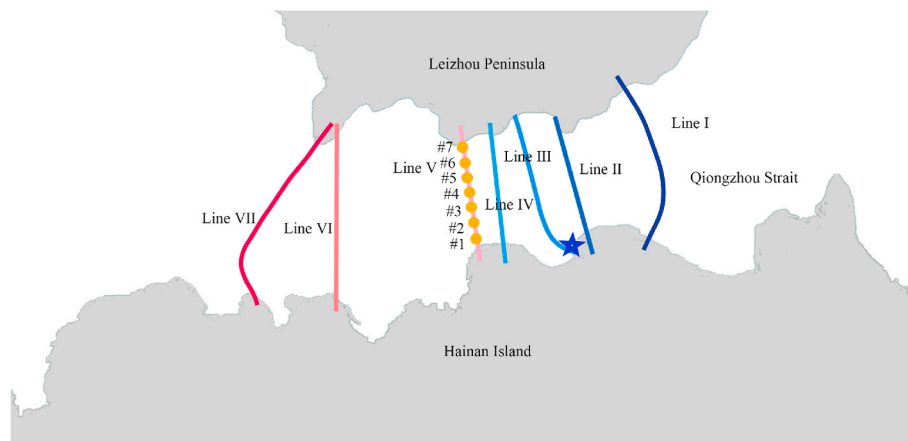 Leizhou Peninsula
Line I
#7
Line III
#6
Line V
Line II
#5
Qiongzhou Strait
#4
Line IV
#3
Line VII
#2
Line VI
#1
Hainan Island